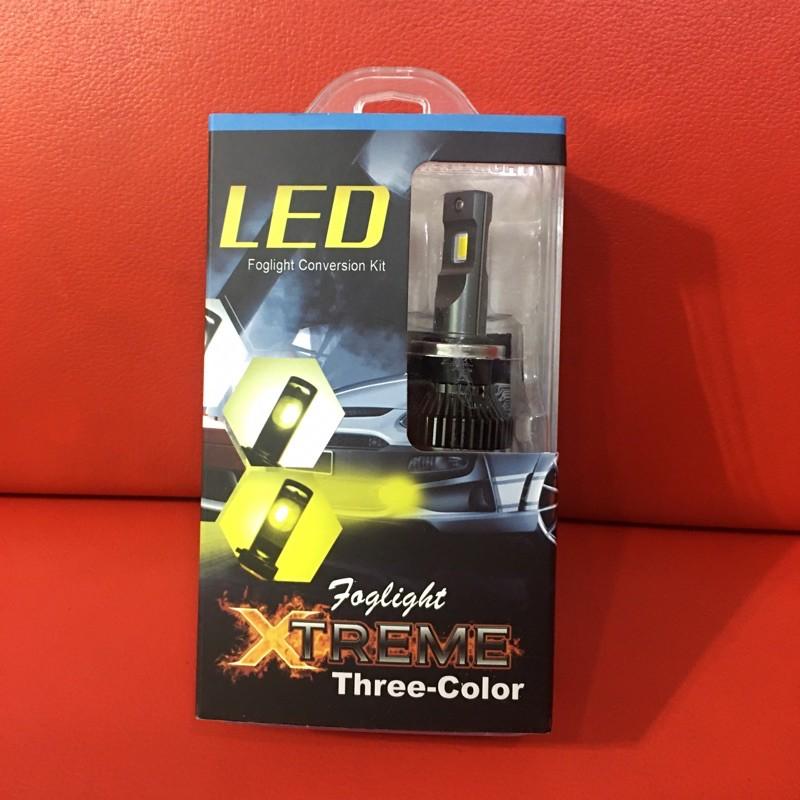 LED
Foglight Conversion Kit
Foglight
XTREME
Three-Color